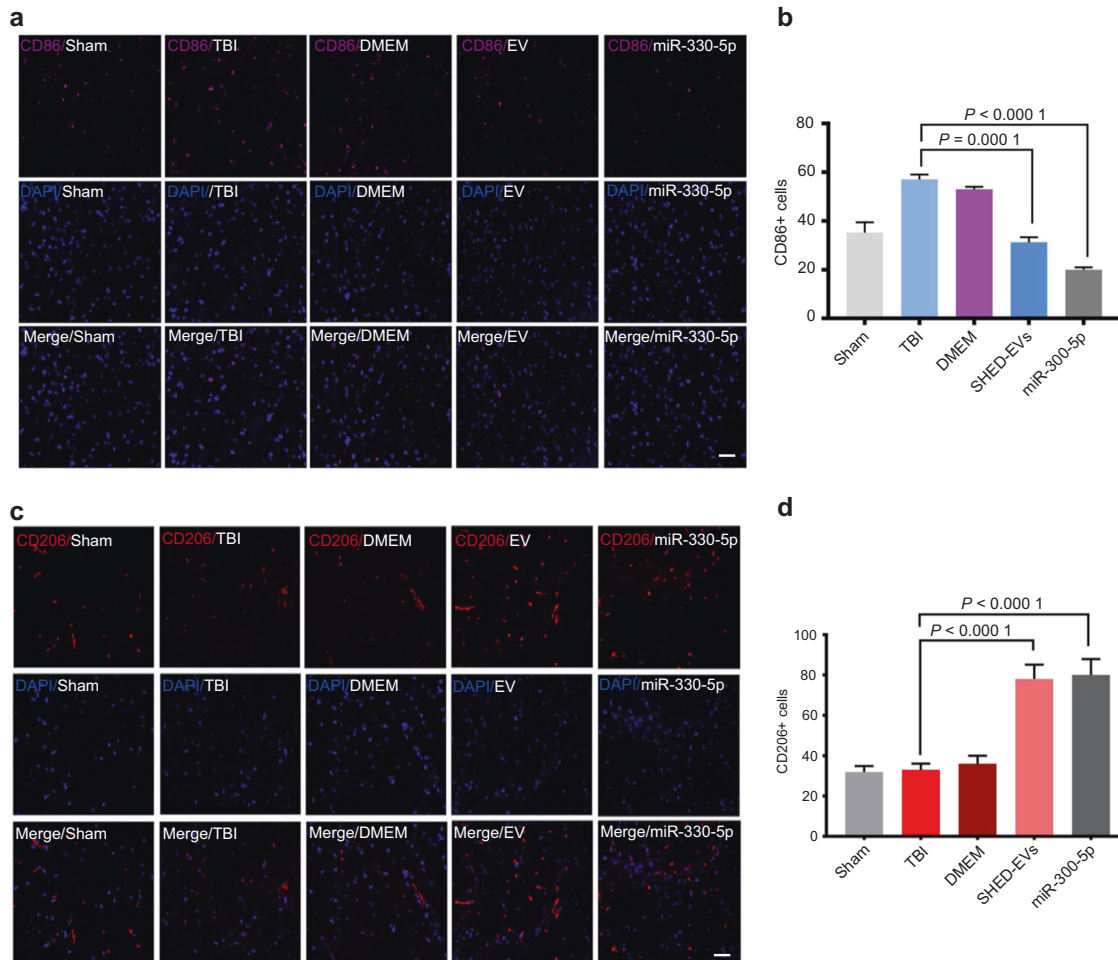 a
CD86/Sham
CD86/TBI
CD86/DMEM
CD86/EV
CD86/miR-330-5p
DAPI/Sham
DAPI//TBI
DAPI/DMEM
DAPI/EV
DAPI/miR-330-5p
Merge/Sham
Merge/TBI
Merge/DMEM
Merge/EV
Merge/miR-330-5p
b
P < 0.000 1
P = 0.000 1
CD86+ cells
80
60
40
20
0
Sham
TBI
DMEM
SHED-EVs
miR-300-5p
c
CD206/Sham
CD206/TBI
CD206/DMEM
CD206/EV
CD206/miR-330-5p
DAPI/Sham
DAPI/TBI
DAPI/DMEM
DAPI/EV
DAPI/miR-330-5p
Merge/Sham
Merge/TBI
Merge/DMEM
Merge/EV
Merge/miR-330-5p
d
P < 0.000 1
P < 0.000 1
CD206+ cells
100
80
60
40
20
0
Sham
TBI
DMEM
SHED-EVs
miR-300-5p